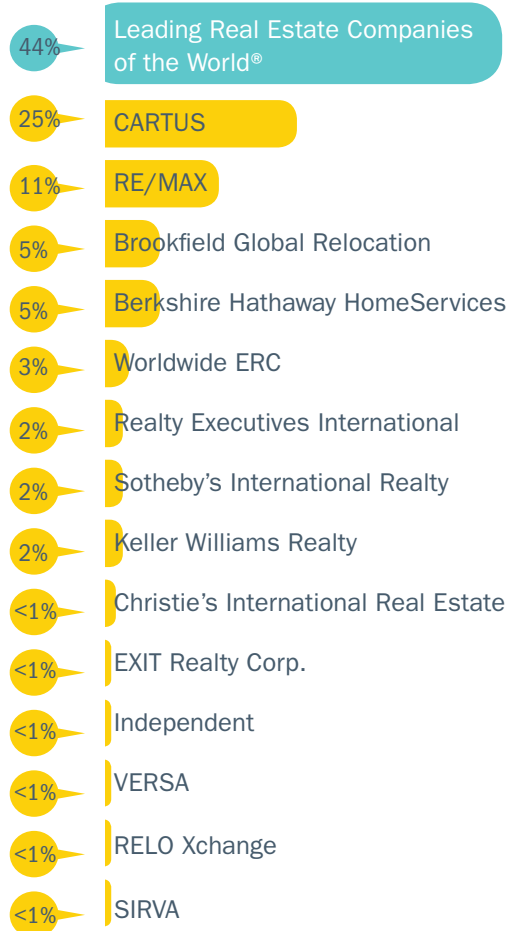 44%
Leading Real Estate Companies
of the World®
25%
CARTUS
11%
RE/MAX
5%
Brookfield Global Relocation
5%
Berkshire Hathaway HomeServices
3%
Worldwide ERC
2%
Realty Executives International
2%
Sotheby's International Realty
2%
Keller Williams Realty
<1%
Christie's International Real Estate
<1%
EXIT Realty Corp.
<1%
Independent
<1%
VERSA
<1%
RELO Xchange
<1%
SIRVA